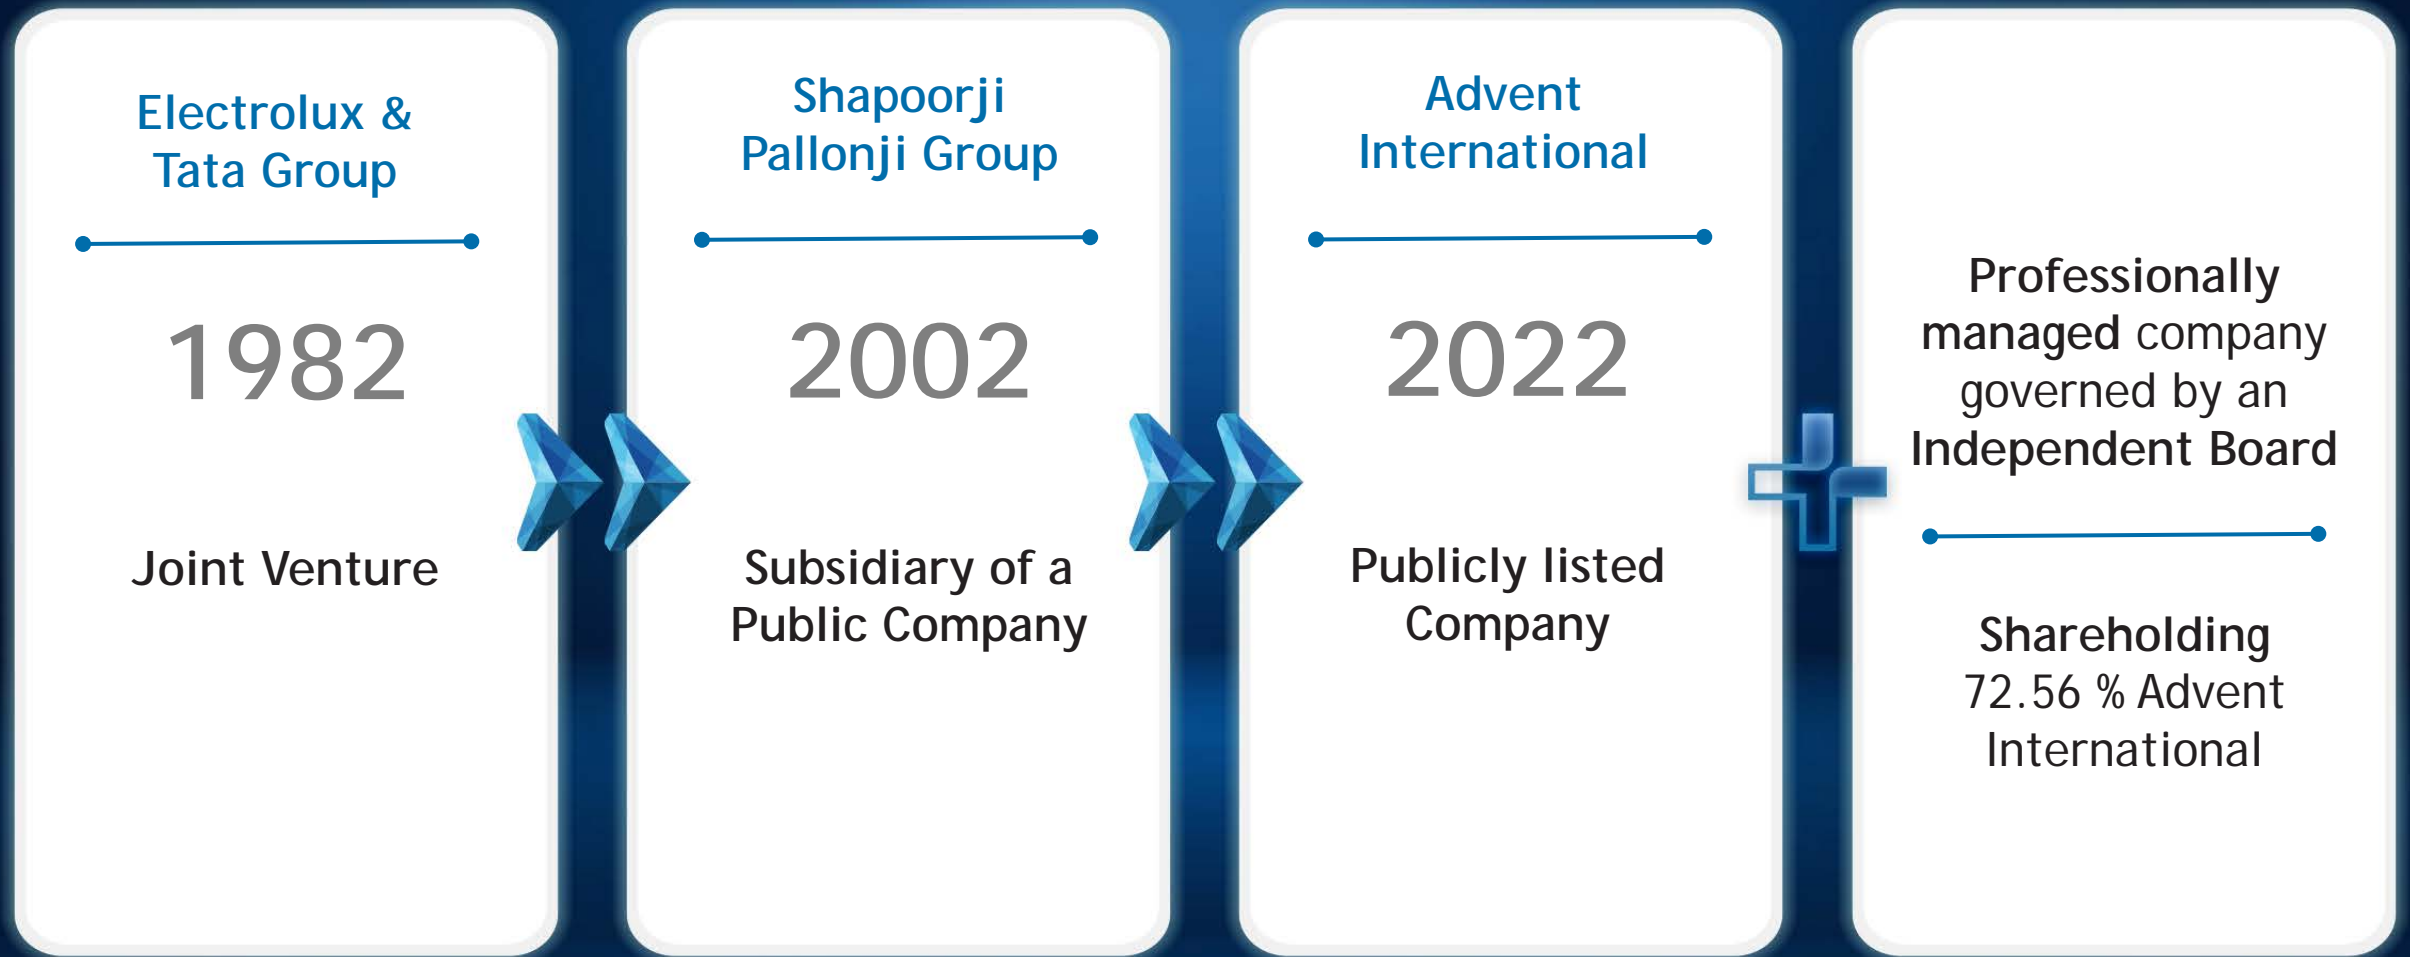 Electrolux &
Tata Group
1982
Joint Venture
Shapoorji
Pallonji Group
2002
Subsidiary of a
Public Company
Advent
International
2022
Publicly listed
Company
Professionally
managed company
governed by an
Independent Board
Shareholding
72.56 % Advent
International